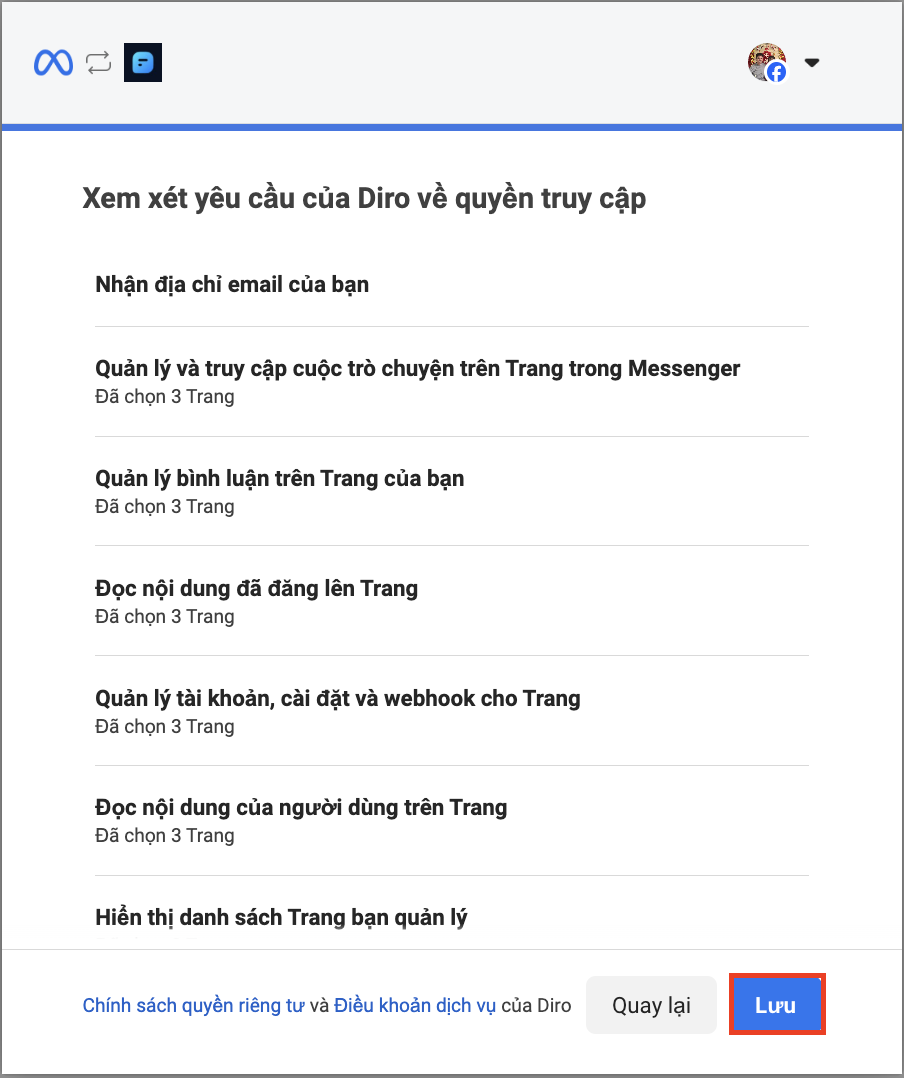 Xem xét yêu cầu của Diro về quyền truy cập
Nhận địa chỉ email của bạn
Quản lý và truy cập cuộc trò chuyện trên Trang trong Messenger
Đã chọn 3 Trang
Quản lý bình luận trên Trang của bạn
Đã chọn 3 Trang
Đọc nội dung đã đăng lên Trang
Đã chọn 3 Trang
Quản lý tài khoản, cài đặt và webhook cho Trang
Đã chọn 3 Trang
Đọc nội dung của người dùng trên Trang
Đã chọn 3 Trang
Hiển thị danh sách Trang bạn quản lý
Chính sách quyền riêng tư và Điều khoản dịch vụ của Diro
Quay lại
Lưu